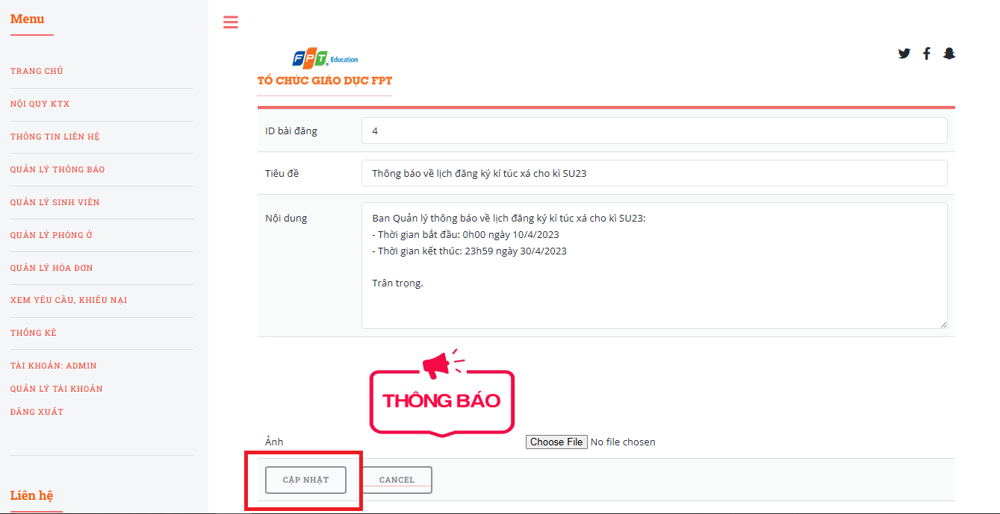 Menu
TRANG CHỦ
NỘI QUY KTX
THÔNG TIN LIÊN HỆ
QUẢN LÝ THÔNG BÁO
QUẢN LÝ SINH VIÊN
QUẢN LÝ PHÒNG Ở
QUẢN LÝ HÓA ĐƠN
XEM YÊU CẦU, KHIẾU NẠI
THỐNG KÊ
TÀI KHOẢN: ADMIN
QUẢN LÝ TÀI KHOẢN
ĐĂNG XUẤT
Liên hệ
FPT. Education
TỔ CHỨC GIÁO DỤC FPT
ID bài đăng
4
Tiêu đề
Thông báo về lịch đăng ký kí túc xá cho kì SU23
Nội dung
Ban Quản lý thông báo về lịch đăng ký kí túc xá cho kì SU23:
- Thời gian bắt đầu: 0h00 ngày 10/4/2023
- Thời gian kết thúc: 23h59 ngày 30/4/2023
Trân trọng.
THÔNG BÁO
Ảnh
Choose File No file chosen
CẬP NHẬT
CANCEL